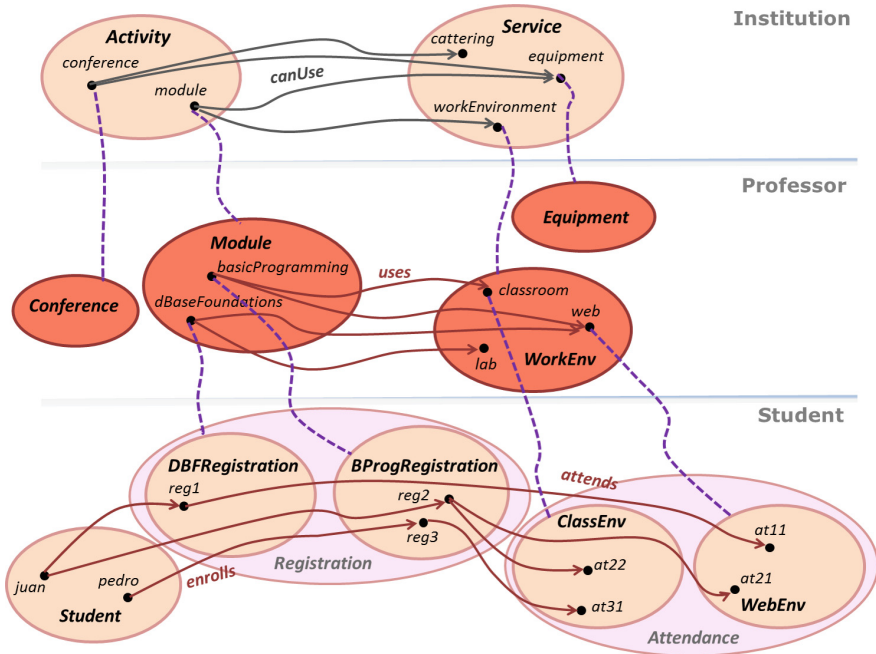 Institution
Activity
Service
cattering
conference
equipment
canUse
module
workEnvironment
Professor
Equipment
Module
basicProgramming
uses
classroom
Conference
dBaseFoundations
web
lab
WorkEnv
Student
DBFRegistration
BProgRegistration
attends
reg1
reg2
ClassEnv
reg3
at11
Registration
juan
pedro
enrolls
at22
at21
Student
at31
WebEnv
Attendance